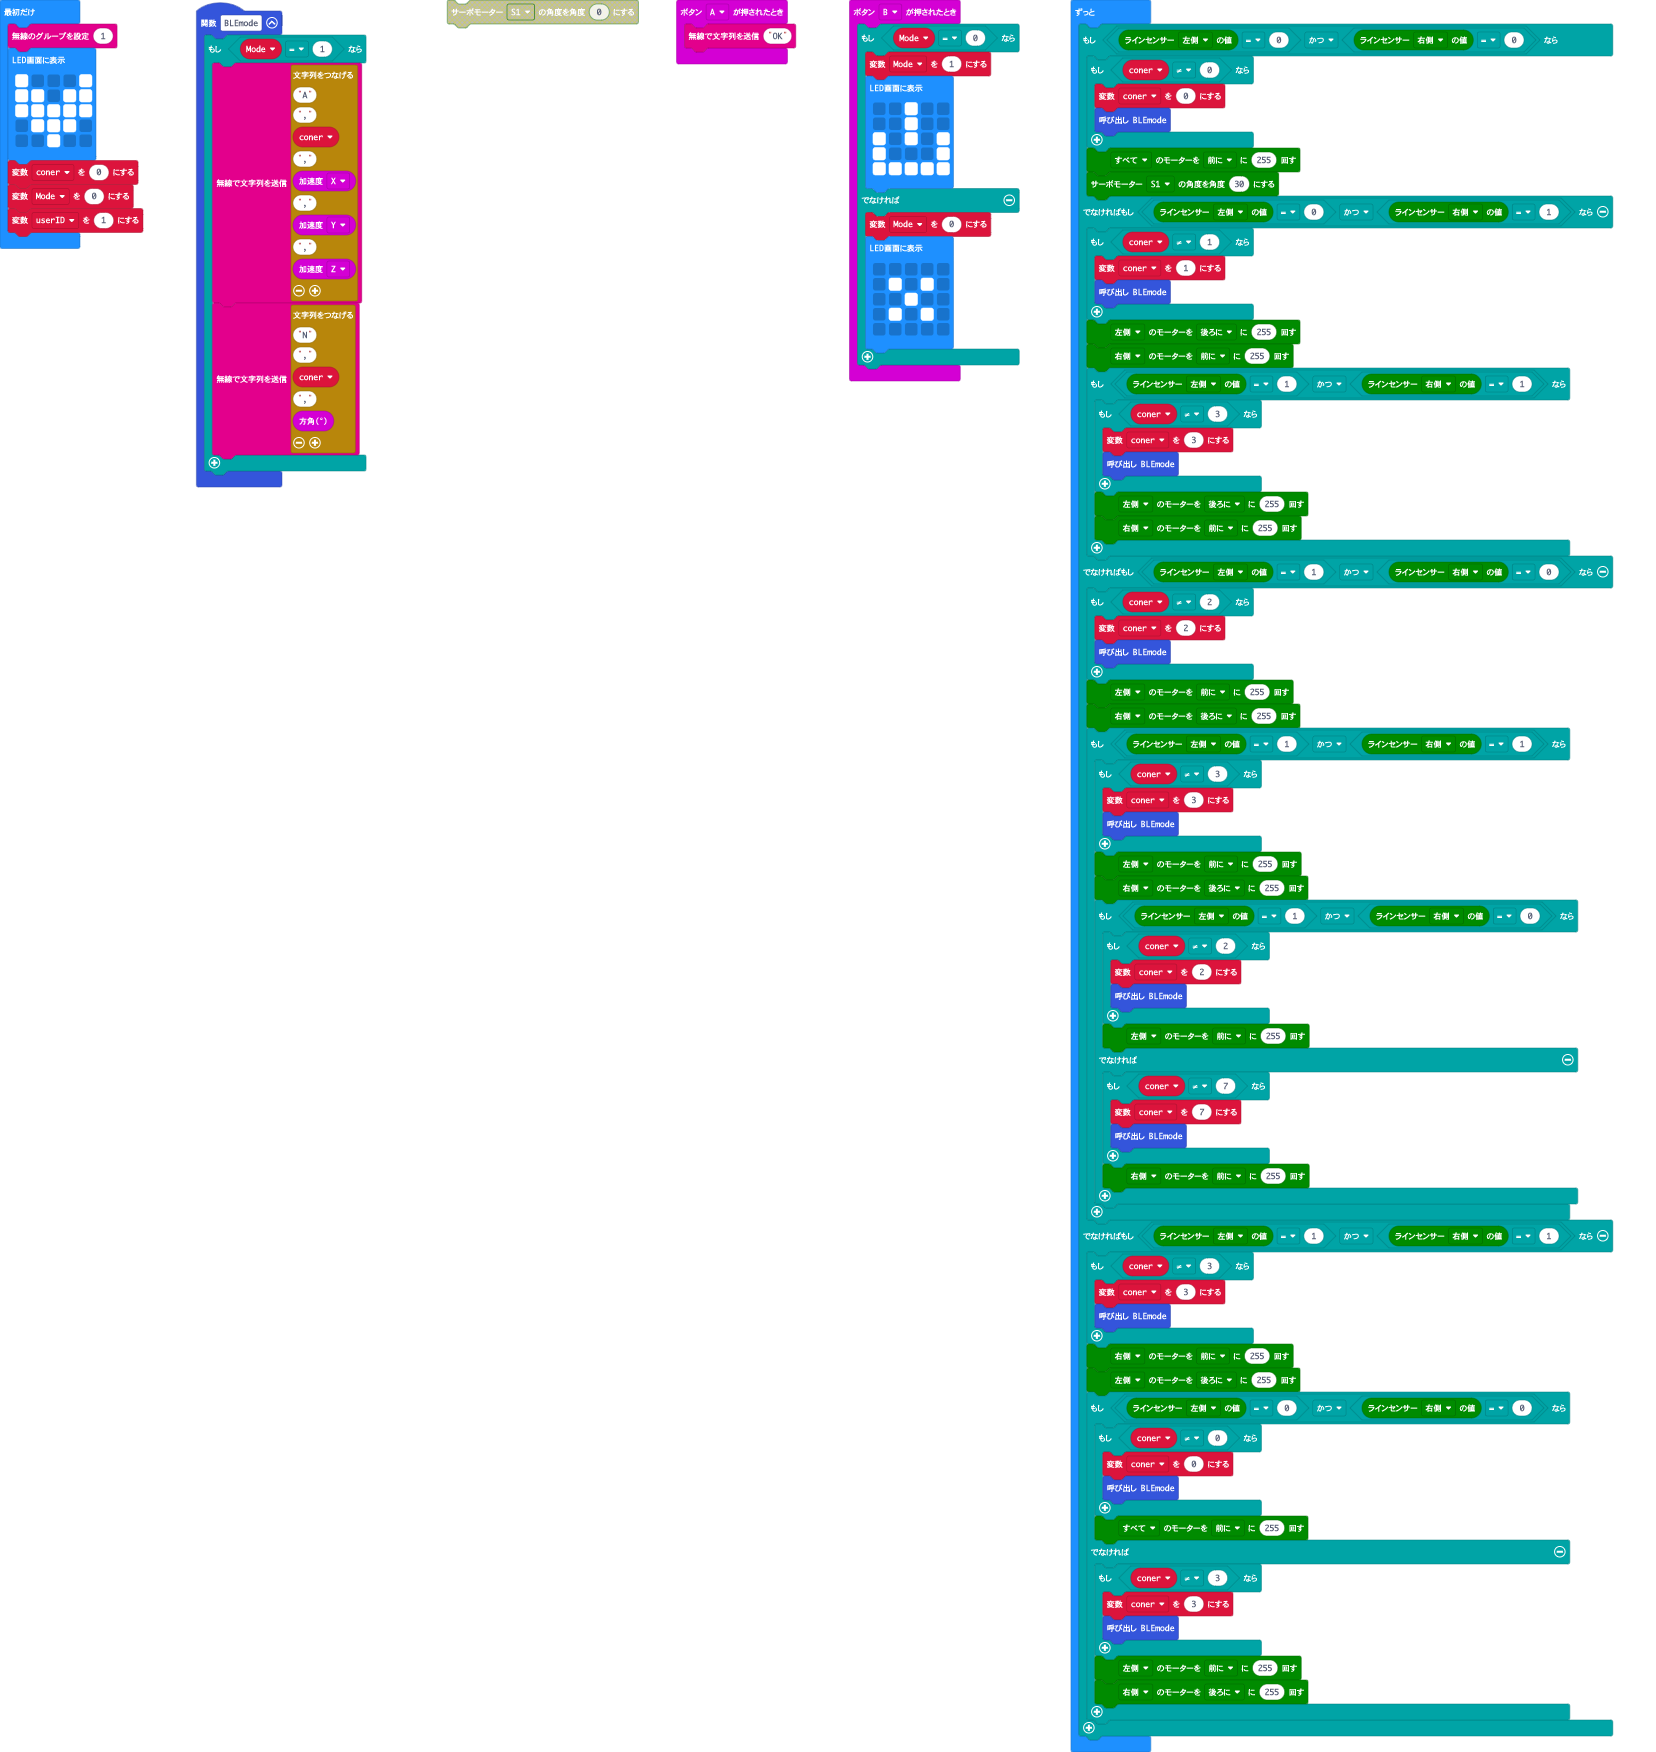 最初だけ
無線のグループを設定 1
LED画面に表示
変数 coner を 0 にする
変数 Mode を 0 にする
変数 userID を 1 にする
関数 BLEmode
もし Mode = 1 なら
無線で文字列を送信
文字列をつなげる
"A"
","
coner
","
加速度 X
","
加速度 Y
","
加速度 Z
無線で文字列を送信
文字列をつなげる
"N"
","
coner
","
方角(°)
サーボモーター S1 の角度を角度 0 にする
ボタン A が押されたとき
無線で文字列を送信 "OK"
ボタン B が押されたとき
もし Mode = 0 なら
変数 Mode を 1 にする
LED画面に表示
でなければ
変数 Mode を 0 にする
LED画面に表示
ずっと
もし ラインセンサー 左側 の値 = 0 かつ ラインセンサー 右側 の値 = 0 なら
もし coner ≠ 0 なら
変数 coner を 0 にする
呼び出し BLEmode
すべて のモーターを 前に に 255 回す
サーボモーター S1 の角度を角度 30 にする
でなければもし ラインセンサー 左側 の値 = 0 かつ ラインセンサー 右側 の値 = 1 なら
もし coner ≠ 1 なら
変数 coner を 1 にする
呼び出し BLEmode
左側 のモーターを 後ろに に 255 回す
右側 のモーターを 前に に 255 回す
もし ラインセンサー 左側 の値 = 1 かつ ラインセンサー 右側 の値 = 1 なら
もし coner ≠ 3 なら
変数 coner を 3 にする
呼び出し BLEmode
左側 のモーターを 後ろに に 255 回す
右側 のモーターを 前に に 255 回す
でなければもし ラインセンサー 左側 の値 = 1 かつ ラインセンサー 右側 の値 = 0 なら
もし coner ≠ 2 なら
変数 coner を 2 にする
呼び出し BLEmode
左側 のモーターを 前に に 255 回す
右側 のモーターを 後ろに に 255 回す
もし ラインセンサー 左側 の値 = 1 かつ ラインセンサー 右側 の値 = 1 なら
もし coner ≠ 3 なら
変数 coner を 3 にする
呼び出し BLEmode
左側 のモーターを 前に に 255 回す
右側 のモーターを 後ろに に 255 回す
もし ラインセンサー 左側 の値 = 1 かつ ラインセンサー 右側 の値 = 0 なら
もし coner ≠ 2 なら
変数 coner を 2 にする
呼び出し BLEmode
左側 のモーターを 前に に 255 回す
でなければ
もし coner ≠ 7 なら
変数 coner を 7 にする
呼び出し BLEmode
右側 のモーターを 前に に 255 回す
でなければもし ラインセンサー 左側 の値 = 1 かつ ラインセンサー 右側 の値 = 1 なら
もし coner ≠ 3 なら
変数 coner を 3 にする
呼び出し BLEmode
右側 のモーターを 前に に 255 回す
左側 のモーターを 後ろに に 255 回す
もし ラインセンサー 左側 の値 = 0 かつ ラインセンサー 右側 の値 = 0 なら
もし coner ≠ 0 なら
変数 coner を 0 にする
呼び出し BLEmode
すべて のモーターを 前に に 255 回す
でなければ
もし coner ≠ 3 なら
変数 coner を 3 にする
呼び出し BLEmode
左側 のモーターを 前に に 255 回す
右側 のモーターを 後ろに に 255 回す